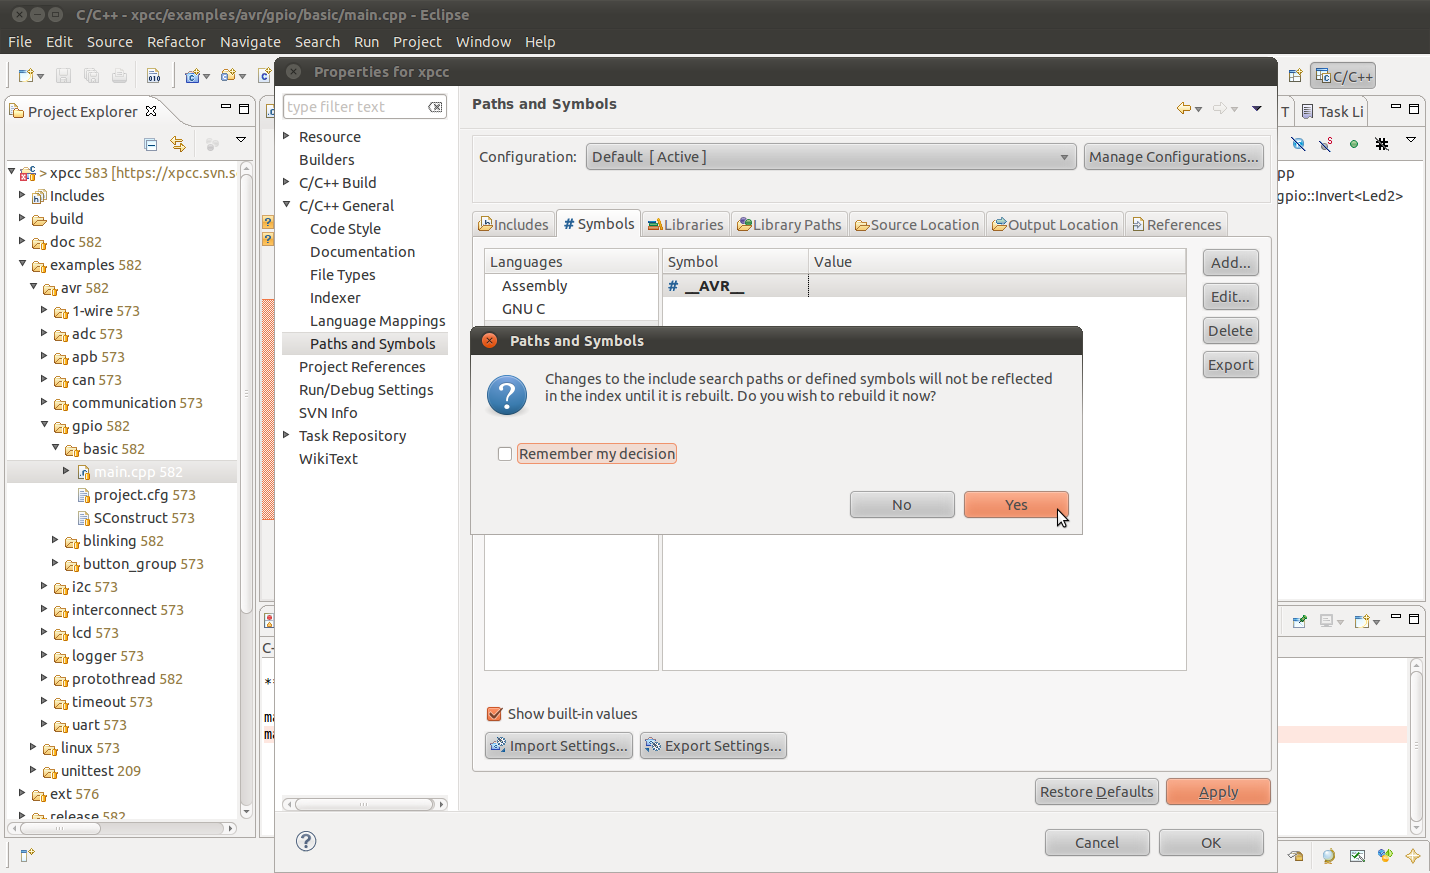 C/C++ - xpcc/examples/avr/gpio/basic/main.cpp - Eclipse
File Edit Source Refactor Navigate Search Run Project Window Help
C/C++
Project Explorer
> xpcc 583 [https://xpcc.svn.s
Includes
build
doc 582
examples 582
avr 582
1-wire 573
adc 573
apb 573
can 573
communication 573
gpio 582
basic 582
main.cpp 582
project.cfg 573
SConstruct 573
blinking 582
button_group 573
i2c 573
interconnect 573
lcd 573
logger 573
protothread 582
timeout 573
uart 573
linux 573
unittest 209
ext 576
release 582
Properties for xpcc
type filter text
Resource
Builders
C/C++ Build
C/C++ General
Code Style
Documentation
File Types
Indexer
Language Mappings
Paths and Symbols
Project References
Run/Debug Settings
SVN Info
Task Repository
WikiText
Paths and Symbols
Configuration: Default [ Active ] Manage Configurations...
Includes # Symbols Libraries Library Paths Source Location Output Location References
Languages
Assembly
GNU C
Symbol Value
# __AVR__
Add...
Edit...
Delete
Export
Paths and Symbols
Changes to the include search paths or defined symbols will not be reflected
in the index until it is rebuilt. Do you wish to rebuild it now?
Remember my decision
No Yes
Show built-in values
Import Settings... Export Settings...
Restore Defaults Apply
Cancel OK
T Task Li
pp
gpio::Invert<Led2>
C-
**
ma
ma